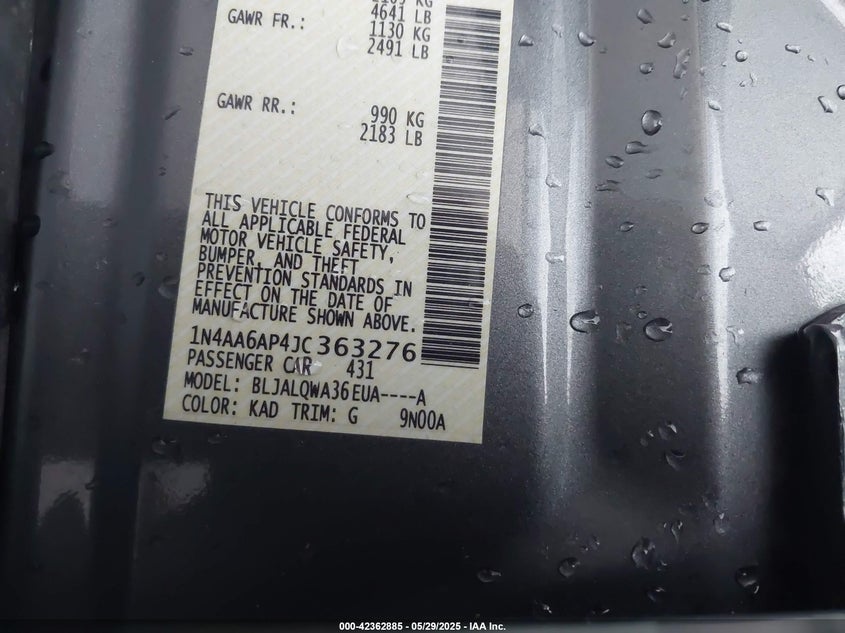 4641 LB
GAWR FR.: 1130 KG
2491 LB
GAWR RR.: 990 KG
2183 LB
THIS VEHICLE CONFORMS TO
ALL APPLICABLE FEDERAL
MOTOR VEHICLE SAFETY,
BUMPER, AND THEFT
PREVENTION STANDARDS IN
EFFECT ON THE DATE OF
MANUFACTURE SHOWN ABOVE.
1N4AA6AP4JC363276
PASSENGER CAR 431
MODEL: BLJALQWA36EUA----A
COLOR: KAD TRIM: G 9N00A
000-42362885 - 05/29/2025 - IAA Inc.